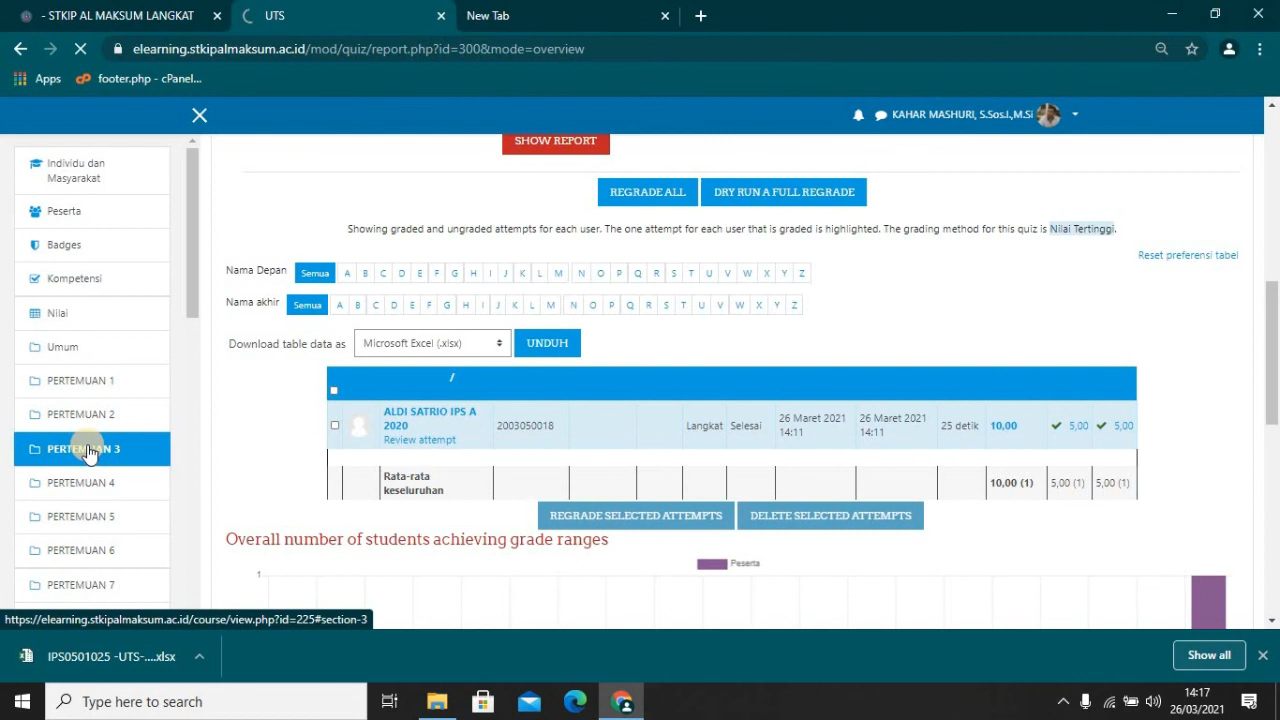 - STKIP AL MAKSUM LANGKAT
UTS
New Tab
elearning.stkipalmaksum.ac.id/mod/quiz/report.php?id=300&mode=overview
Apps
footer.php - cPanel...
KAHAR MASHURI, S.Sos.I.,M.Si
Individu dan
Masyarakat
Peserta
Badges
Kompetensi
Nilai
Umum
PERTEMUAN 1
PERTEMUAN 2
PERTEMUAN 3
PERTEMUAN 4
PERTEMUAN 5
PERTEMUAN 6
PERTEMUAN 7
SHOW REPORT
REGRADE ALL
DRY RUN A FULL REGRADE
Showing graded and ungraded attempts for each user. The one attempt for each user that is graded is highlighted. The grading method for this quiz is Nilai Tertinggi.
Reset preferensi tabel
Nama Depan Semua A B C D E F G H I J K L M N O P Q R S T U V W X Y Z
Nama akhir Semua A B C D E F G H I J K L M N O P Q R S T U V W X Y Z
Download table data as Microsoft Excel (.xlsx) UNDUH
/
ALDI SATRIO IPS A
2020
Review attempt
2003050018
Langkat
Selesai
26 Maret 2021
14:11
26 Maret 2021
14:11
25 detik
10,00
5,00
5,00
Rata-rata
keseluruhan
10,00 (1)
5,00 (1)
5,00 (1)
REGRADE SELECTED ATTEMPTS
DELETE SELECTED ATTEMPTS
Overall number of students achieving grade ranges
Peserta
1
https://elearning.stkipalmaksum.ac.id/course/view.php?id=225#section-3
IPS0501025 -UTS-....xlsx
Show all
Type here to search
14:17
26/03/2021